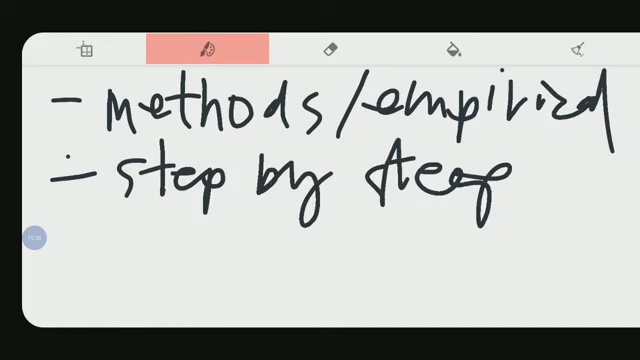 - methods/empirical
- step by step